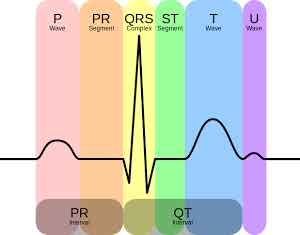 P PR QRS ST T U
Wave Segment Complex Segment Wave Wave
PR QT
Interval Interval